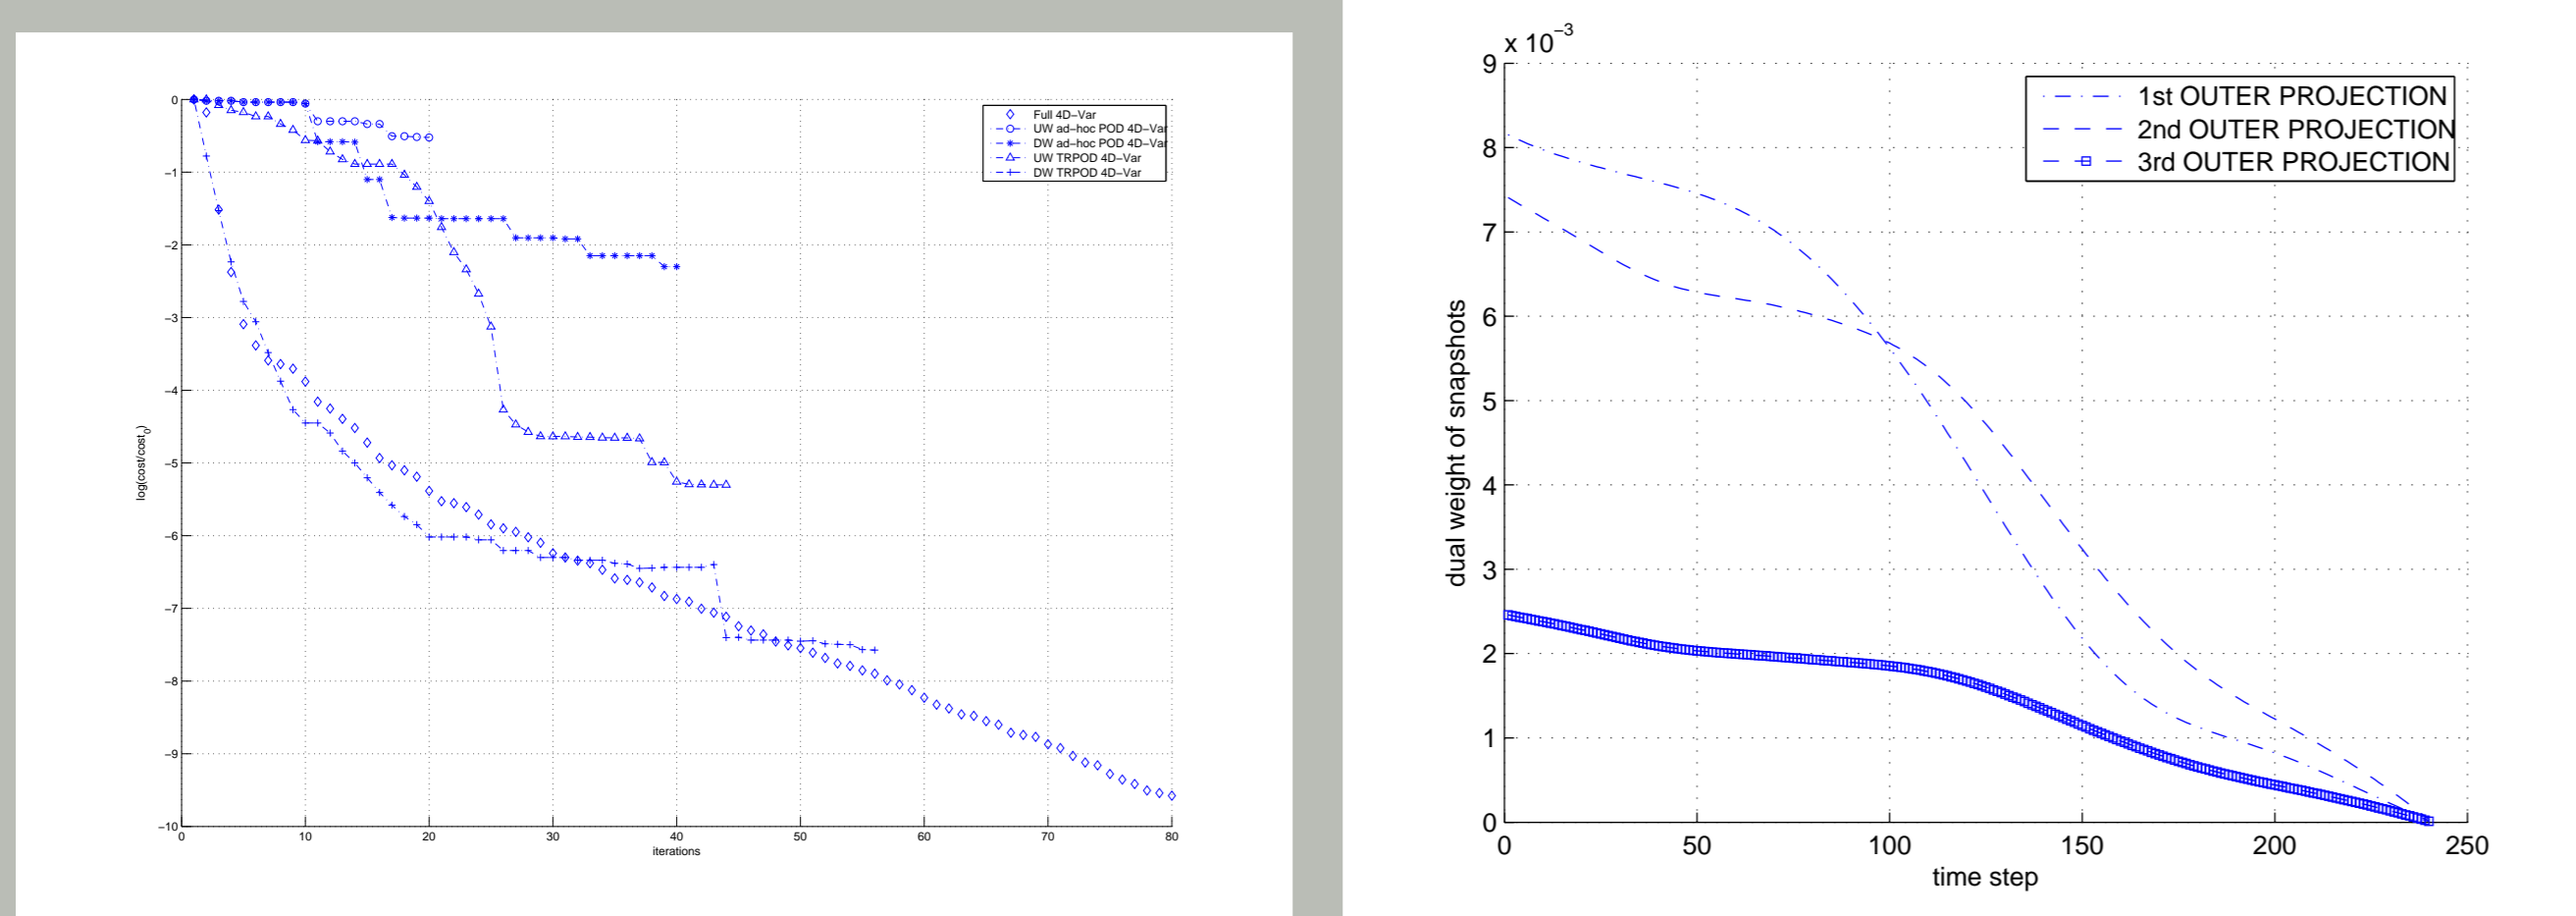 0
−1
−2
−3
−4
−5
−6
−7
−8
−9
−10
log(cost/cost0)
0 10 20 30 40 50 60 70 80
iterations
Full 4D−Var
UW ad−hoc POD 4D−Var
DW ad−hoc POD 4D−Var
UW TRPOD 4D−Var
DW TRPOD 4D−Var
x 10−3
9
8
7
6
5
4
3
2
1
0
dual weight of snapshots
0 50 100 150 200 250
time step
1st OUTER PROJECTION
2nd OUTER PROJECTION
3rd OUTER PROJECTION